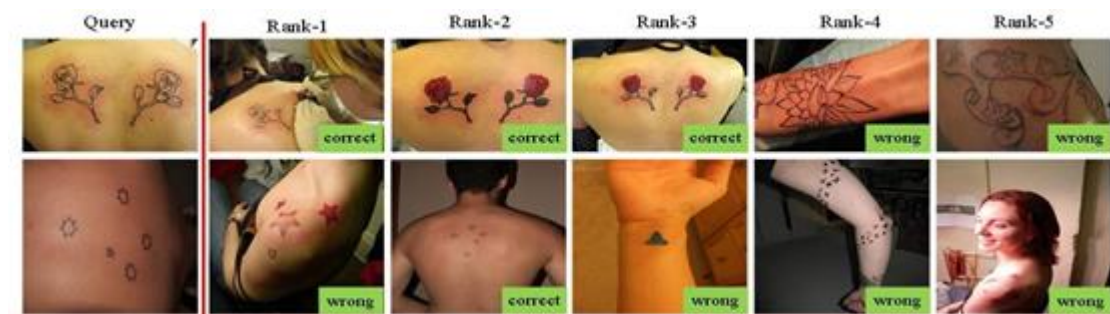 Query Rank-1 Rank-2 Rank-3 Rank-4 Rank-5
correct correct correct wrong wrong
wrong correct wrong wrong wrong